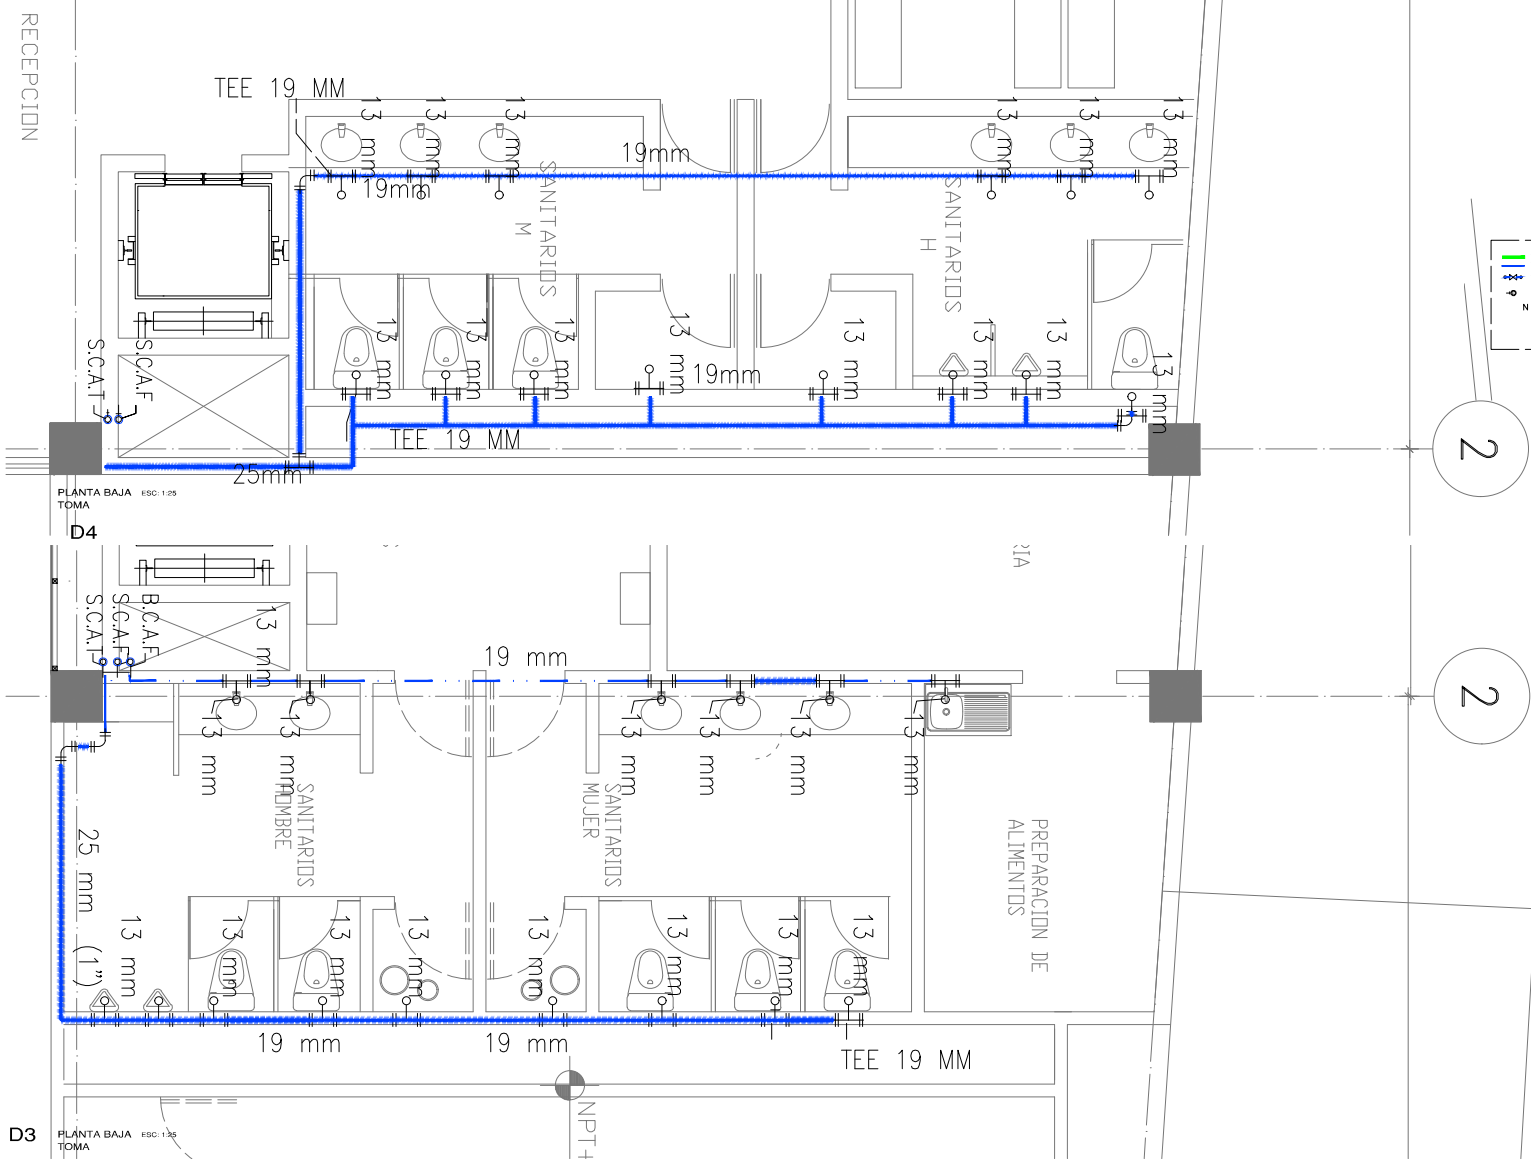 RECEPCION
TEE 19 MM
13 mm
13 mm
13 mm
13 mm
13 mm
13 mm
19mm
19mm
SANITARIOS
M
SANITARIOS
H
13 mm
13 mm
13 mm
13 mm
13 mm
13 mm
13 mm
13 mm
19mm
S.C.A.T
S.C.A.F
TEE 19 MM
25mm
2
N
PLANTA BAJA ESC: 1:25
TOMA
D4
RIA
S.C.A.T
S.C.A.F
B.C.A.F
13 mm
19 mm
2
13 mm
13 mm
13 mm
13 mm
13 mm
13 mm
SANITARIOS
HOMBRE
SANITARIOS
MUJER
PREPARACION DE
ALIMENTOS
25 mm (1")
13 mm
13 mm
13 mm
13 mm
13 mm
13 mm
13 mm
13 mm
19 mm
19 mm
TEE 19 MM
NPT+
D3
PLANTA BAJA ESC: 1:25
TOMA